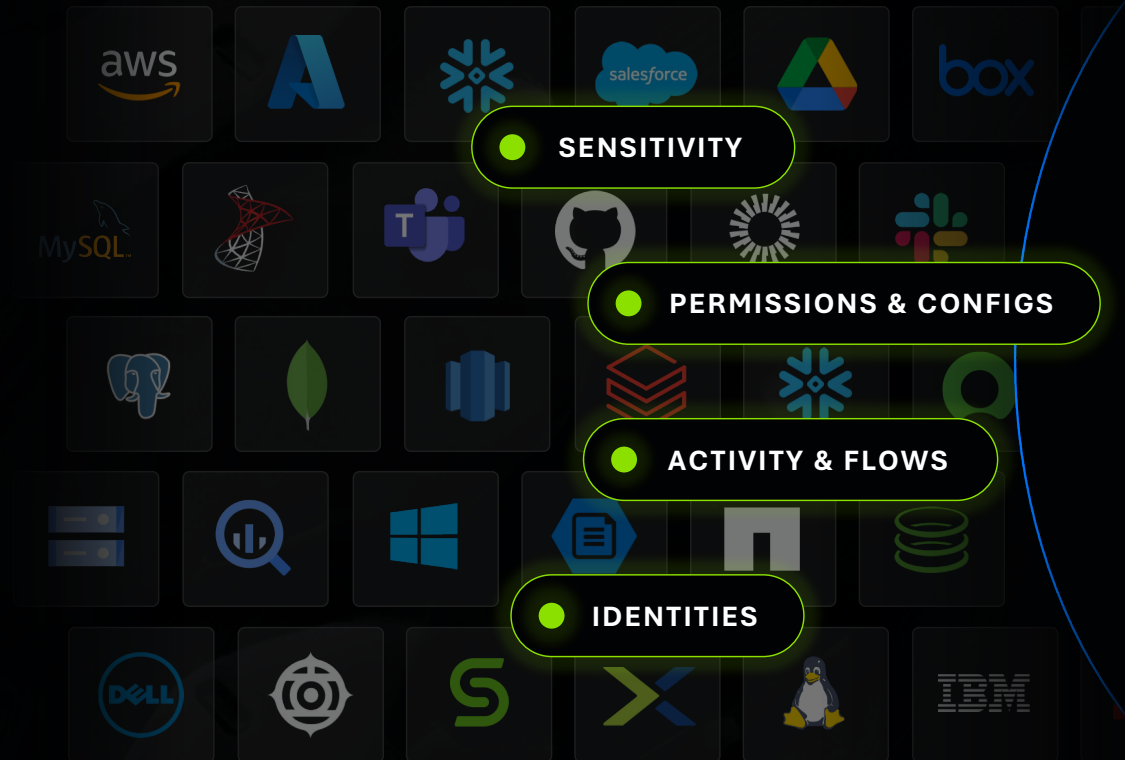 aws
salesforce
box
SENSITIVITY
MySQL
T
PERMISSIONS & CONFIGS
ACTIVITY & FLOWS
IDENTITIES
DELL
IBM